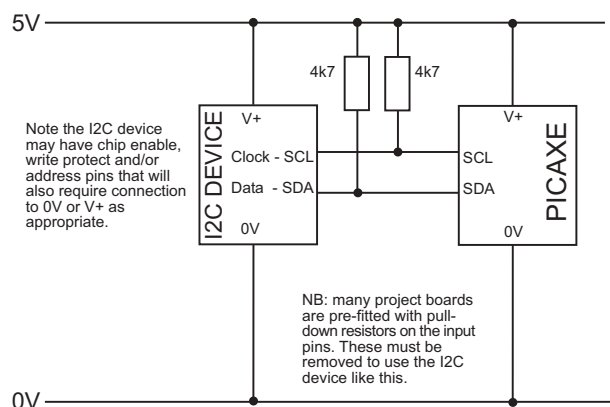 5V
4k7
4k7
V+
V+
Note the I2C device
may have chip enable,
write protect and/or
address pins that will
also require connection
to 0V or V+ as
appropriate.
I2C DEVICE
Clock - SCL
Data - SDA
0V
SCL
SDA
0V
PICAXE
NB: many project boards
are pre-fitted with pull-
down resistors on the input
pins. These must be
removed to use the I2C
device like this.
0V